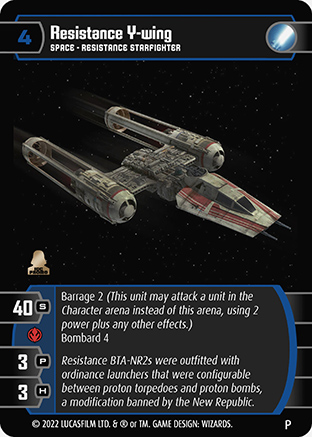 4 Resistance Y-wing
SPACE - RESISTANCE STARFIGHTER
40 S
Barrage 2 (This unit may attack a unit in the
Character arena instead of this arena, using 2
power plus any other effects.)
Bombard 4
3 P
3 H
Resistance BTA-NR2s were outfitted with
ordinance launchers that were configurable
between proton torpedoes and proton bombs,
a modification banned by the New Republic.
© 2022 LUCASFILM LTD. & ® or TM. GAME DESIGN: WIZARDS. P